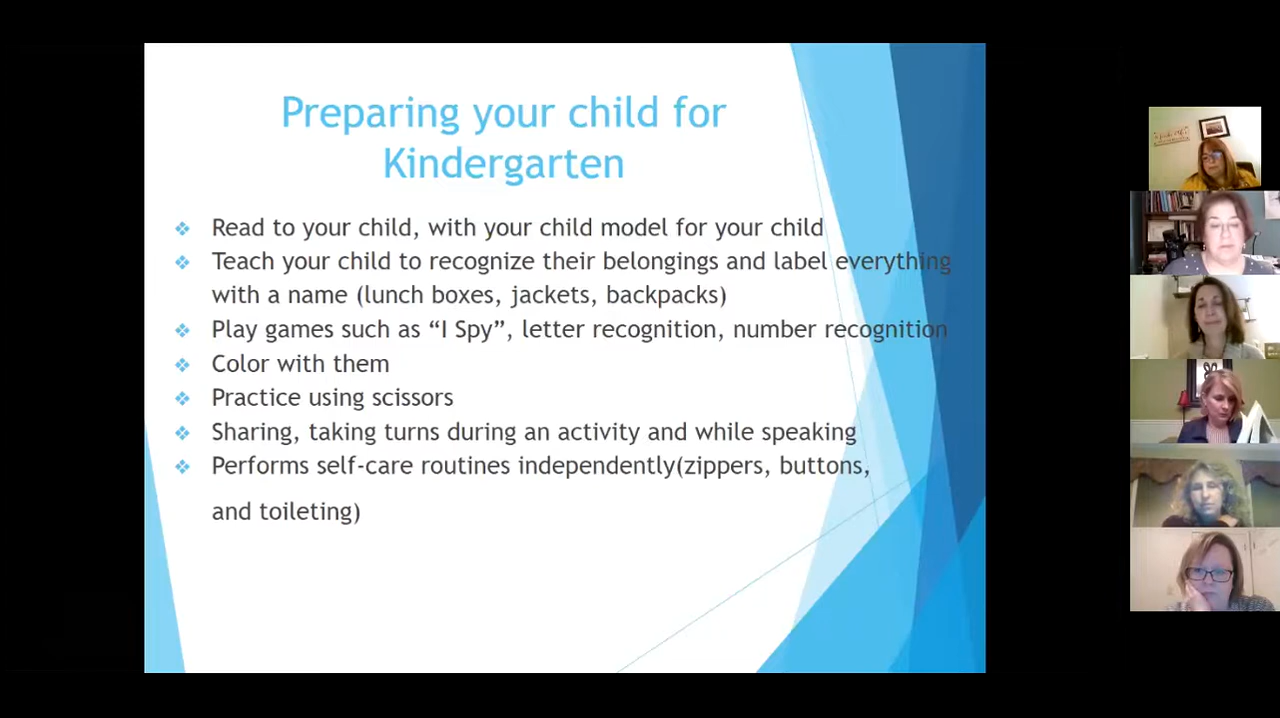 Preparing your child for
Kindergarten
Read to your child, with your child model for your child
Teach your child to recognize their belongings and label everything
with a name (lunch boxes, jackets, backpacks)
Play games such as “I Spy”, letter recognition, number recognition
Color with them
Practice using scissors
Sharing, taking turns during an activity and while speaking
Performs self-care routines independently(zippers, buttons,
and toileting)